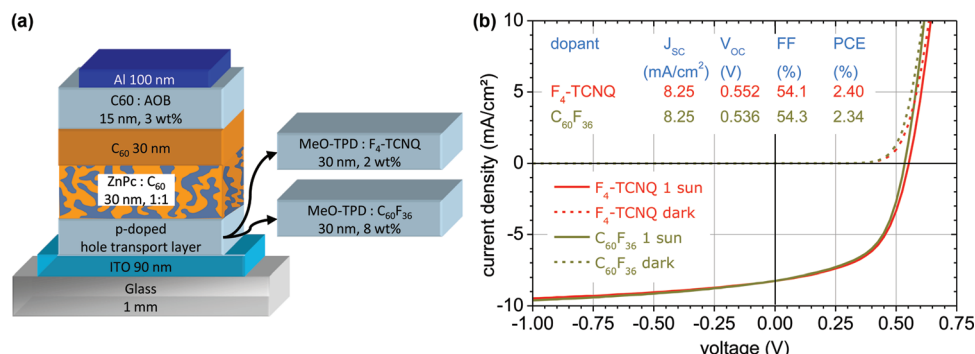 (a)
Al 100 nm
C60 : AOB
15 nm, 3 wt%
C₆₀ 30 nm
ZnPc : C₆₀
30 nm, 1:1
p-doped
hole transport layer
ITO 90 nm
Glass
1 mm
MeO-TPD : F₄-TCNQ
30 nm, 2 wt%
MeO-TPD : C₆₀F₃₆
30 nm, 8 wt%
(b)
dopant J_SC V_OC FF PCE
(mA/cm²) (V) (%) (%)
F₄-TCNQ 8.25 0.552 54.1 2.40
C₆₀F₃₆ 8.25 0.536 54.3 2.34
F₄-TCNQ 1 sun
F₄-TCNQ dark
C₆₀F₃₆ 1 sun
C₆₀F₃₆ dark
current density (mA/cm²)
10
5
0
-5
-10
-1.00 -0.75 -0.50 -0.25 0.00 0.25 0.50 0.75
voltage (V)